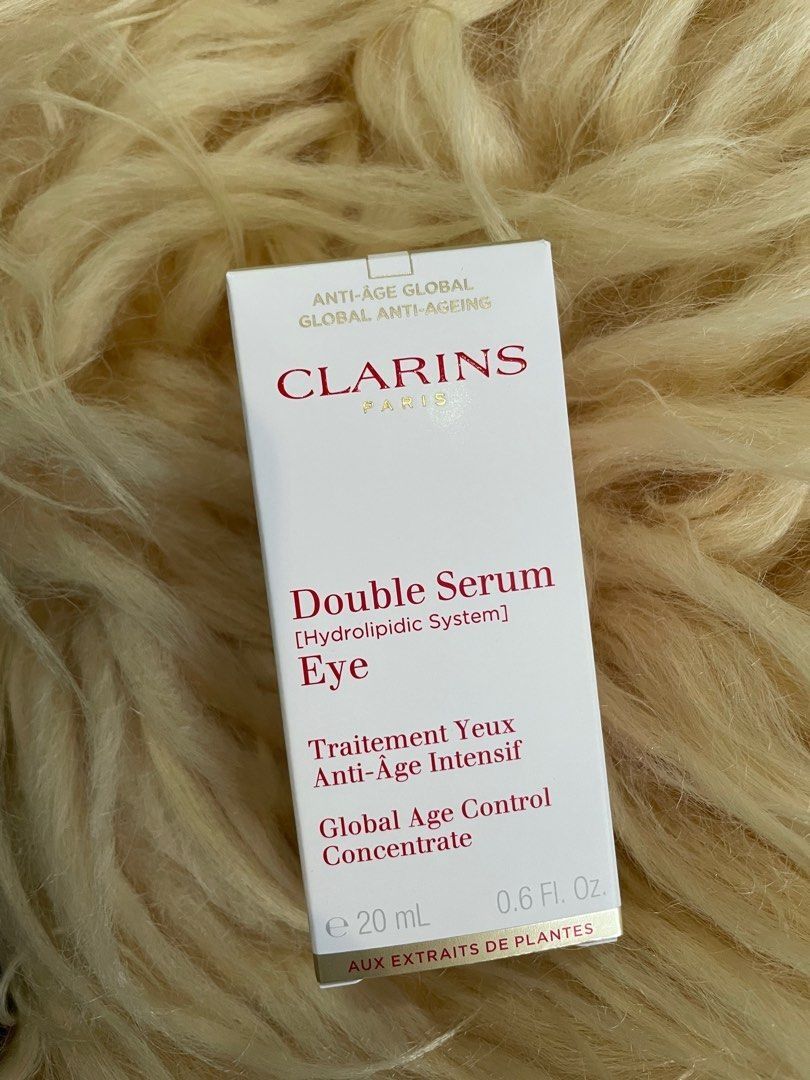 ANTI-ÂGE GLOBAL
GLOBAL ANTI-AGEING
CLARINS
PARIS
Double Serum
[Hydrolipidic System]
Eye
Traitement Yeux
Anti-Âge Intensif
Global Age Control
Concentrate
℮ 20 mL 0.6 Fl. Oz.
AUX EXTRAITS DE PLANTES